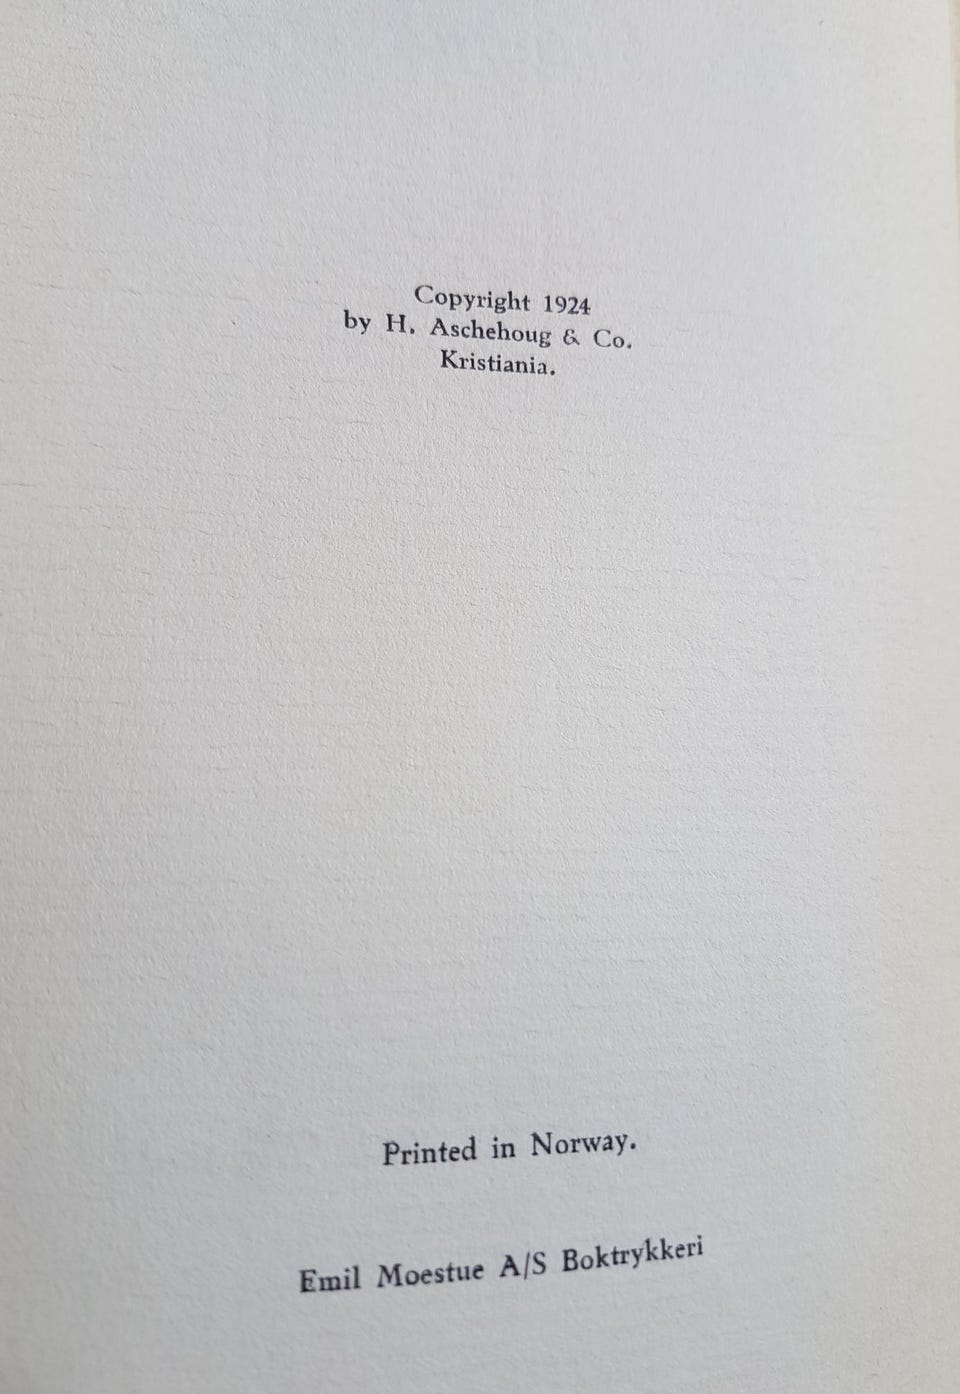 Copyright 1924
by H. Aschehoug & Co.
Kristiania.
Printed in Norway.
Emil Moestue A/S Boktrykkeri